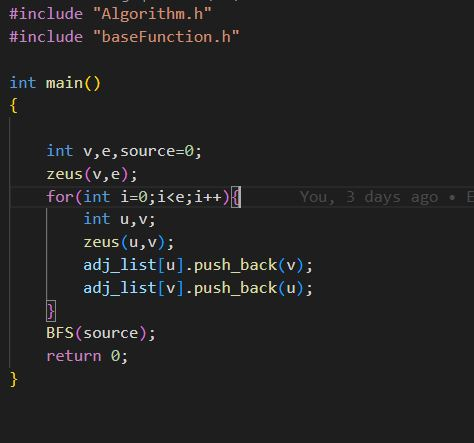 #include "Algorithm.h"
#include "baseFunction.h"
int main()
{
int v,e,source=0;
zeus(v,e);
for(int i=0;i<e;i++){ You, 3 days ago •
int u,v;
zeus(u,v);
adj_list[u].push_back(v);
adj_list[v].push_back(u);
}
BFS(source);
return 0;
}